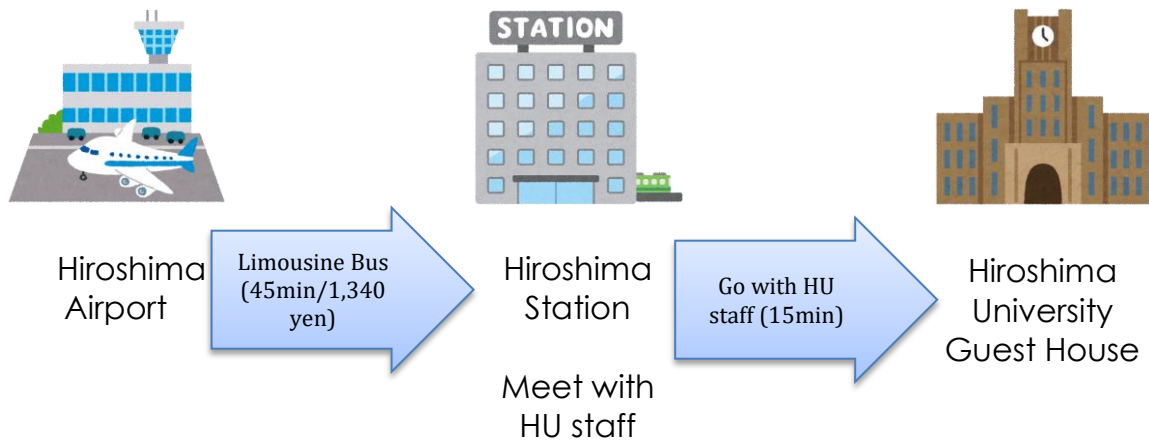 STATION
Hiroshima
Airport
Limousine Bus
(45min/1,340
yen)
Hiroshima
Station
Meet with
HU staff
Go with HU
staff (15min)
Hiroshima
University
Guest House